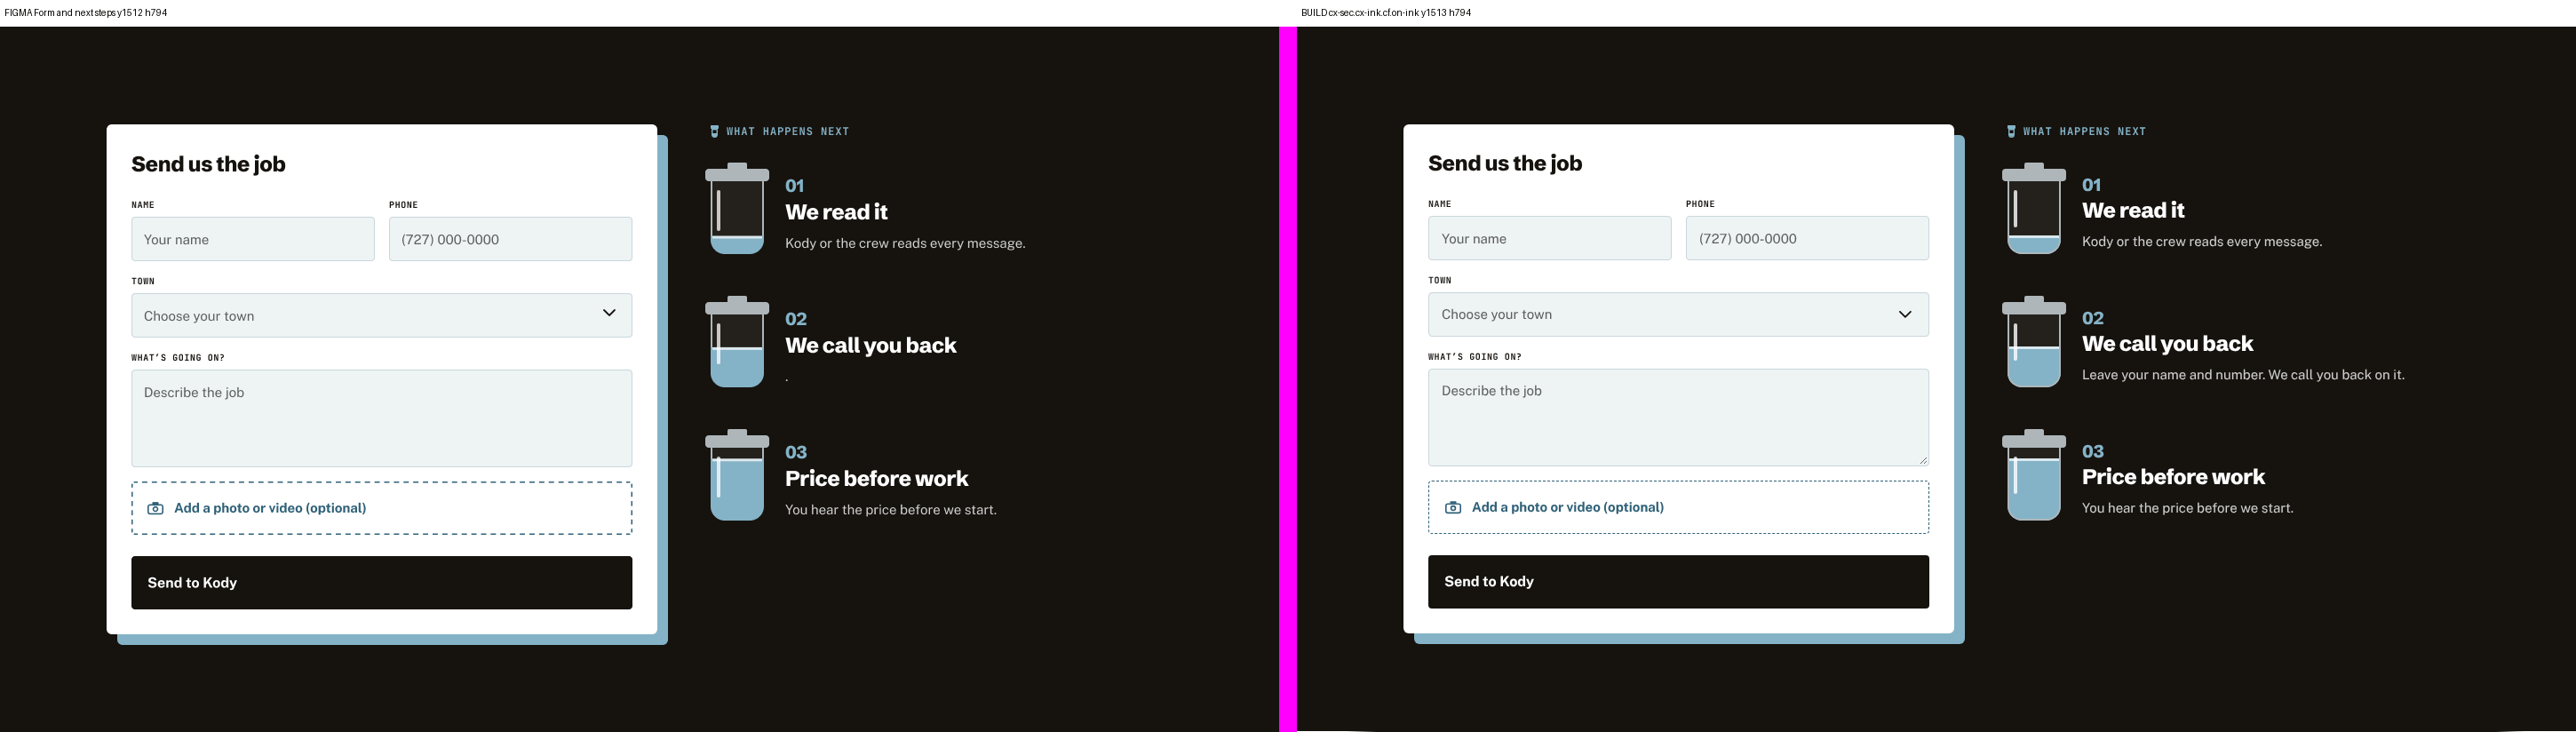 FIGMA Form and next steps y1512 h794
Send us the job
NAME
PHONE
Your name
(727) 000-0000
TOWN
Choose your town
WHAT'S GOING ON?
Describe the job
Add a photo or video (optional)
Send to Kody
WHAT HAPPENS NEXT
01
We read it
Kody or the crew reads every message.
02
We call you back
.
03
Price before work
You hear the price before we start.
BUILD cx-sec.cx-ink.cf.on-ink y1513 h794
Send us the job
NAME
PHONE
Your name
(727) 000-0000
TOWN
Choose your town
WHAT'S GOING ON?
Describe the job
Add a photo or video (optional)
Send to Kody
WHAT HAPPENS NEXT
01
We read it
Kody or the crew reads every message.
02
We call you back
Leave your name and number. We call you back on it.
03
Price before work
You hear the price before we start.